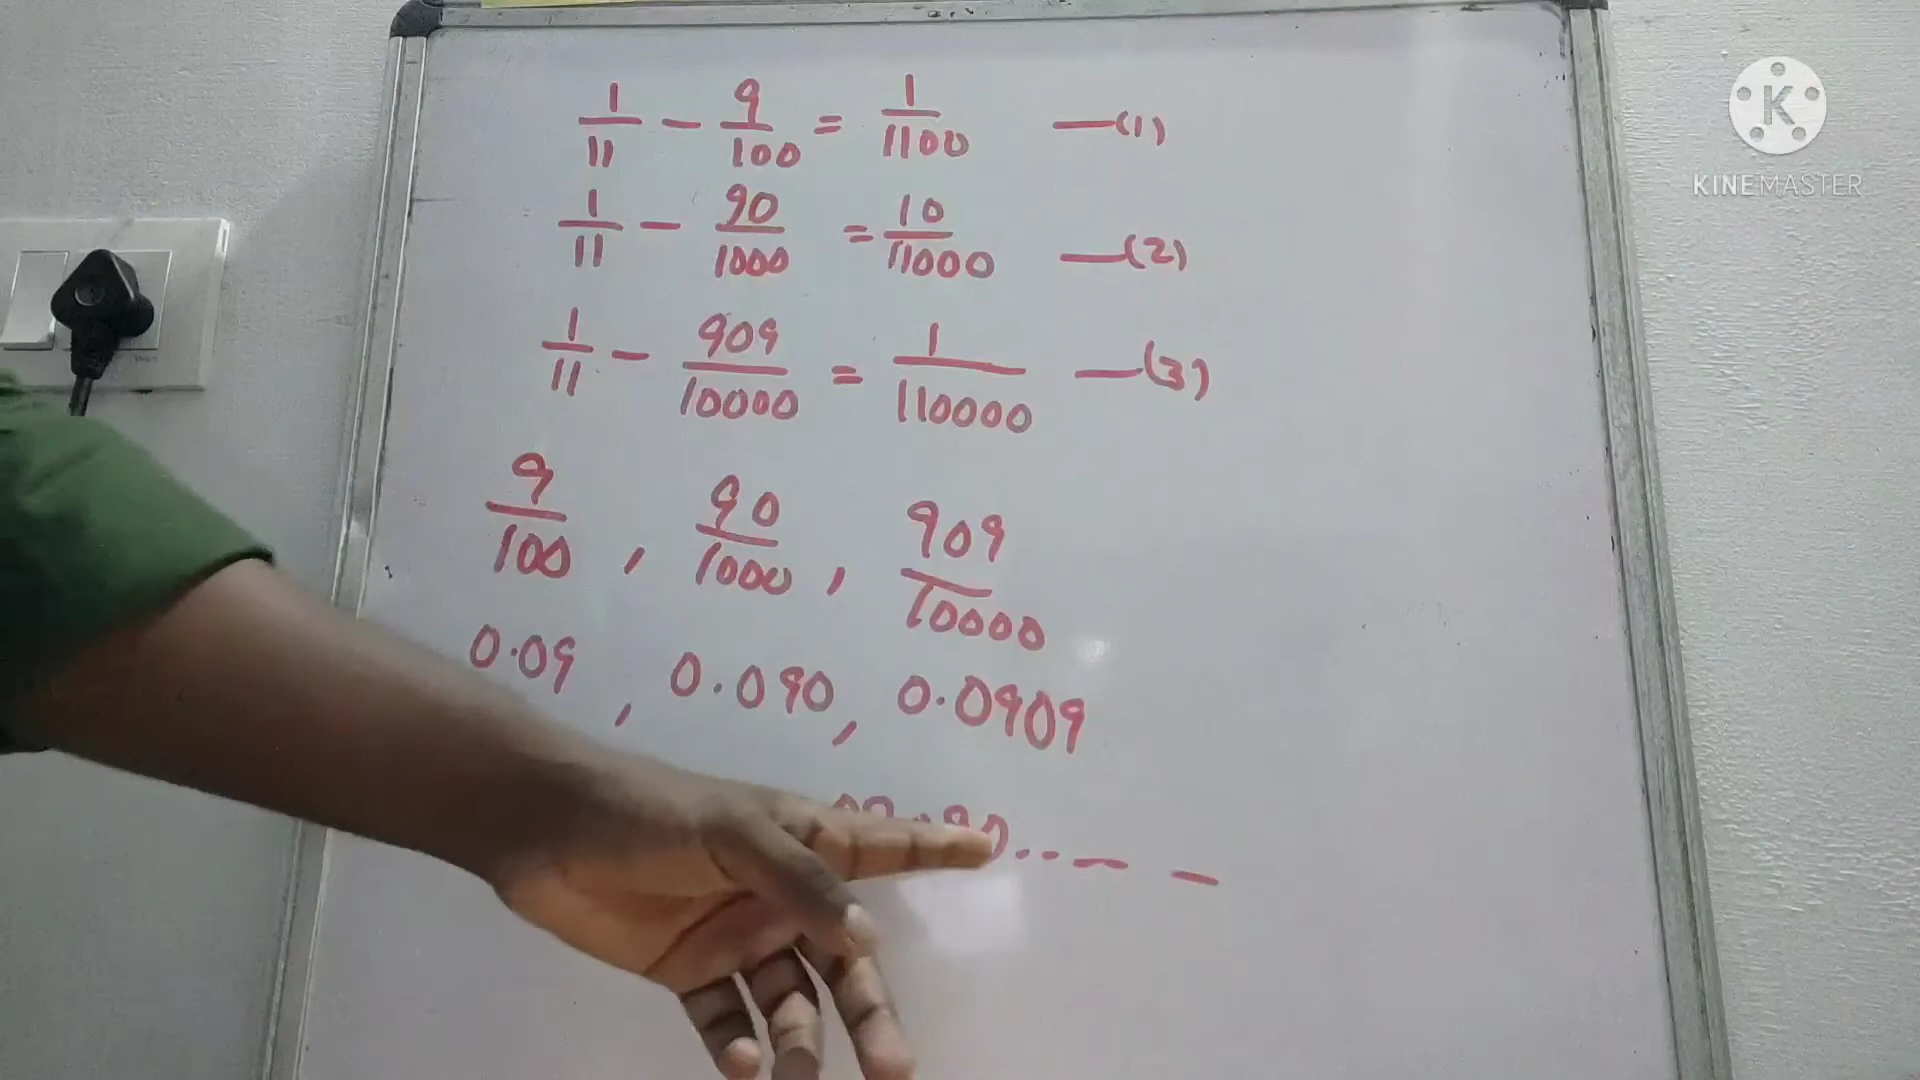 1/11 - 9/100 = 1/1100 —(1)
1/11 - 90/1000 = 10/11000 —(2)
1/11 - 909/10000 = 1/110000 —(3)
9/100 , 90/1000 , 909/10000
0.09 , 0.090 , 0.0909
K
KINEMASTER